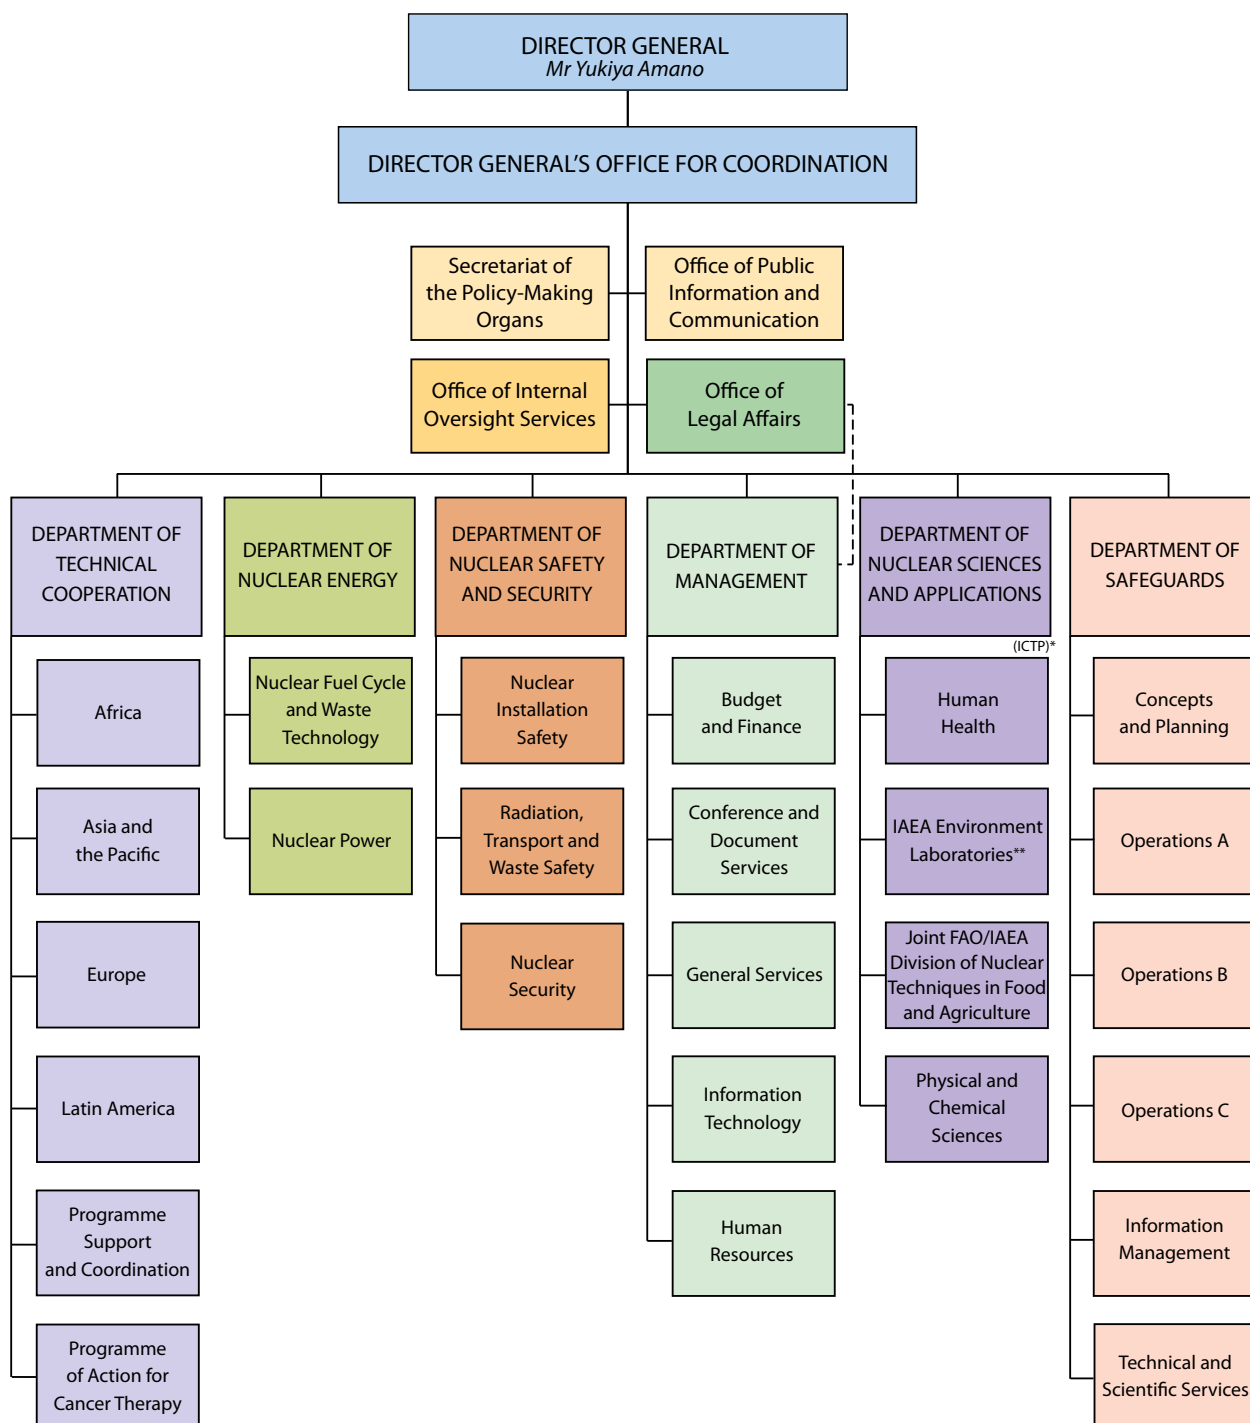 DIRECTOR GENERAL
Mr Yukiya Amano
DIRECTOR GENERAL’S OFFICE FOR COORDINATION
Secretariat of
the Policy-Making
Organs
Office of Public
Information and
Communication
Office of Internal
Oversight Services
Office of
Legal Affairs
DEPARTMENT OF
TECHNICAL
COOPERATION
DEPARTMENT OF
NUCLEAR ENERGY
DEPARTMENT OF
NUCLEAR SAFETY
AND SECURITY
DEPARTMENT OF
MANAGEMENT
DEPARTMENT OF
NUCLEAR SCIENCES
AND APPLICATIONS
(ICTP)*
DEPARTMENT OF
SAFEGUARDS
Africa
Asia and
the Pacific
Europe
Latin America
Programme
Support
and Coordination
Programme
of Action for
Cancer Therapy
Nuclear Fuel Cycle
and Waste
Technology
Nuclear Power
Nuclear
Installation
Safety
Radiation,
Transport and
Waste Safety
Nuclear
Security
Budget
and Finance
Conference and
Document
Services
General Services
Information
Technology
Human
Resources
Human
Health
IAEA Environment
Laboratories**
Joint FAO/IAEA
Division of Nuclear
Techniques in Food
and Agriculture
Physical and
Chemical
Sciences
Concepts
and Planning
Operations A
Operations B
Operations C
Information
Management
Technical and
Scientific Services